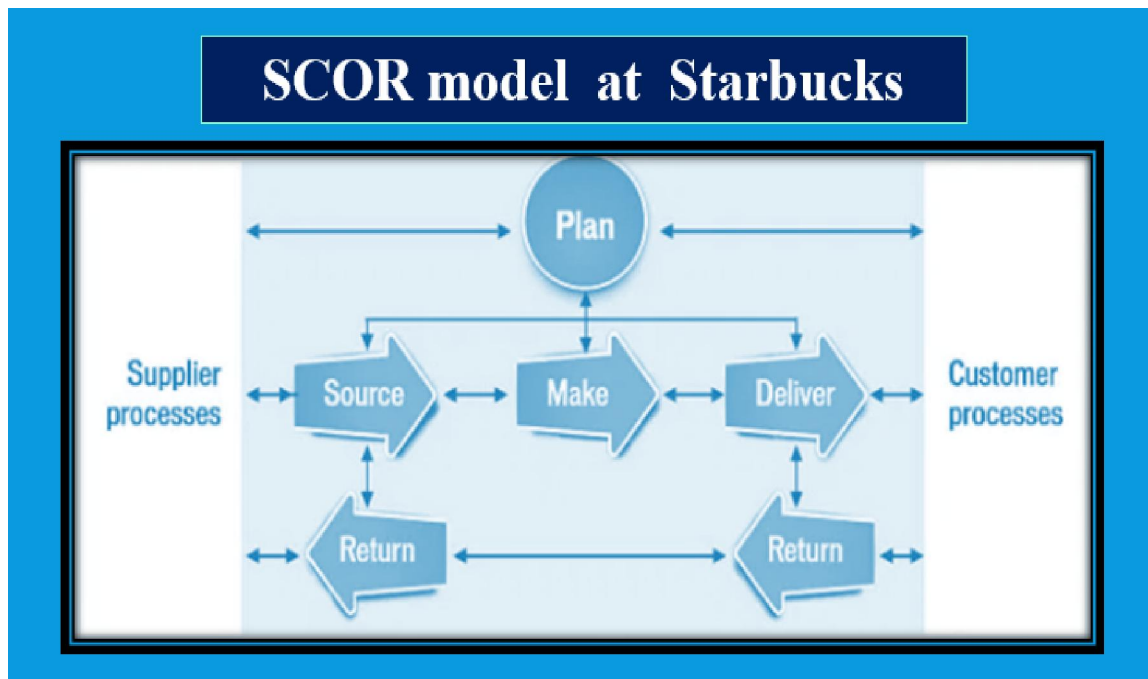 SCOR model at Starbucks
Plan
Supplier
processes
Source
Make
Deliver
Customer
processes
Return
Return